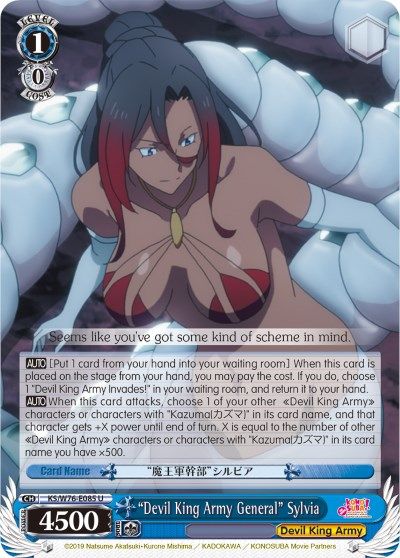 LEVEL
1
0
COST
Seems like you've got some kind of scheme in mind.
AUTO [Put 1 card from your hand into your waiting room] When this card is
placed on the stage from your hand, you may pay the cost. If you do, choose
1 "Devil King Army Invades!" in your waiting room, and return it to your hand.
AUTO When this card attacks, choose 1 of your other ≪Devil King Army≫
characters or characters with "Kazuma(カズマ)" in its card name, and that
character gets +X power until end of turn. X is equal to the number of other
≪Devil King Army≫ characters or characters with "Kazuma(カズマ)" in its card name
you have ×500.
Card Name
“魔王軍幹部”シルビア
CH
KS/W76-E085 U
4500
POWER
“Devil King Army General” Sylvia
Devil King Army
©2019 Natsume Akatsuki・Kurone Mishima / KADOKAWA / KONOSUBA Movie Partners